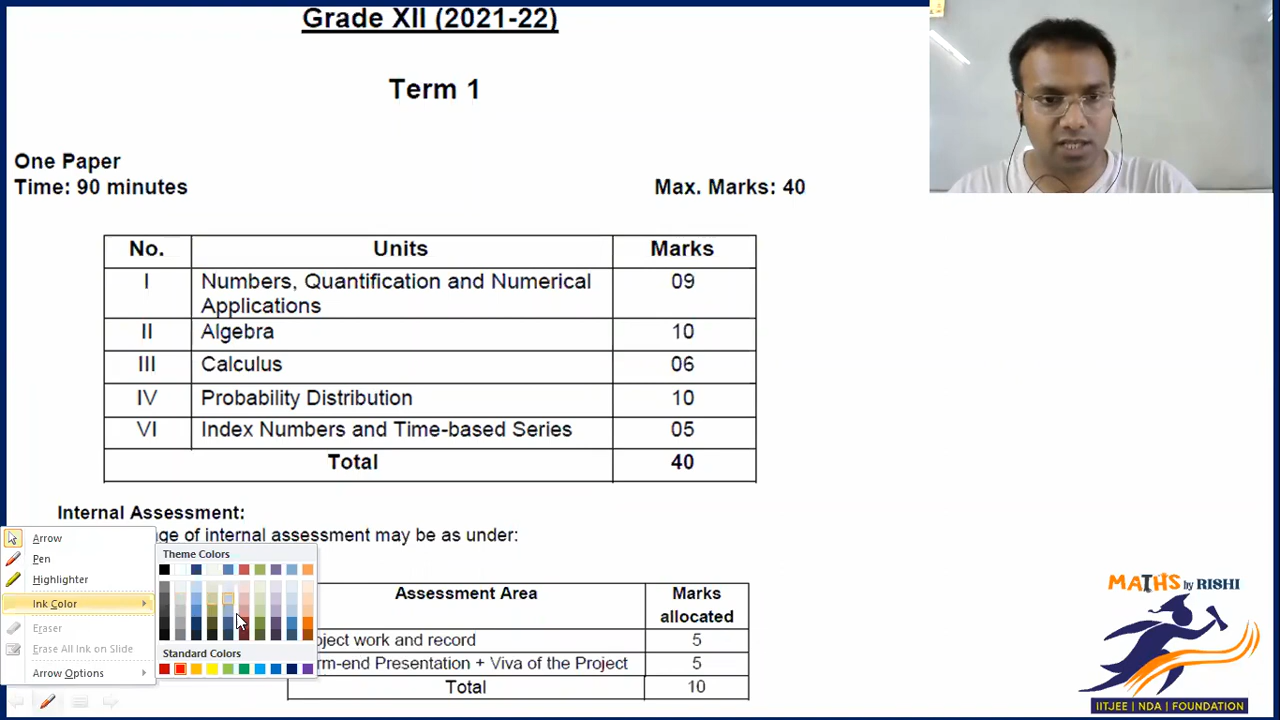 Grade XII (2021-22)
Term 1
One Paper
Time: 90 minutes
Max. Marks: 40
No. Units Marks
I Numbers, Quantification and Numerical Applications 09
II Algebra 10
III Calculus 06
IV Probability Distribution 10
VI Index Numbers and Time-based Series 05
Total 40
Internal Assessment:
of internal assessment may be as under:
Assessment Area Marks allocated
work and record 5
Presentation + Viva of the Project 5
Total 10
Arrow
Pen
Highlighter
Ink Color
Eraser
Erase All Ink on Slide
Arrow Options
Theme Colors
Standard Colors
MATHS by RISHI
IITJEE | NDA | FOUNDATION